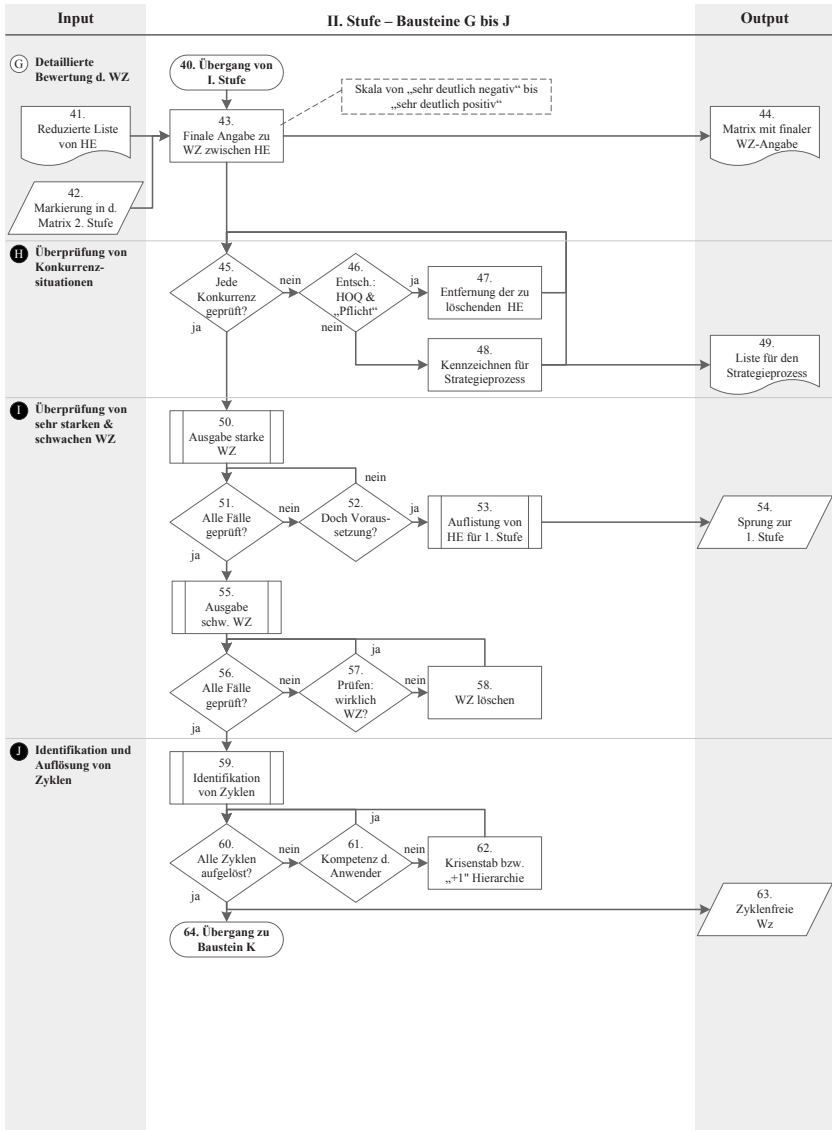 Input
II. Stufe – Bausteine G bis J
Output
G Detaillierte
Bewertung d. WZ
40. Übergang von
I. Stufe
Skala von „sehr deutlich negativ“ bis
„sehr deutlich positiv“
41.
Reduzierte Liste
von HE
43.
Finale Angabe zu
WZ zwischen HE
44.
Matrix mit finaler
WZ-Angabe
42.
Markierung in d.
Matrix 2. Stufe
H Überprüfung von
Konkurrenz-
situationen
45.
Jede
Konkurrenz
geprüft?
nein
ja
46.
Entsch.:
HOQ &
„Pflicht“
ja
nein
47.
Entfernung der zu
löschenden HE
48.
Kennzeichnen für
Strategieprozess
49.
Liste für den
Strategieprozess
I Überprüfung von
sehr starken &
schwachen WZ
50.
Ausgabe starke
WZ
nein
51.
Alle Fälle
geprüft?
nein
ja
52.
Doch Voraus-
setzung?
ja
53.
Auflistung von
HE für 1. Stufe
54.
Sprung zur
1. Stufe
55.
Ausgabe
schw. WZ
ja
56.
Alle Fälle
geprüft?
nein
ja
57.
Prüfen:
wirklich
WZ?
nein
58.
WZ löschen
J Identifikation und
Auflösung von
Zyklen
59.
Identifikation
von Zyklen
ja
60.
Alle Zyklen
aufgelöst?
nein
ja
61.
Kompetenz d.
Anwender
nein
62.
Krisenstab bzw.
„+1" Hierarchie
63.
Zyklenfreie
Wz
64. Übergang zu
Baustein K